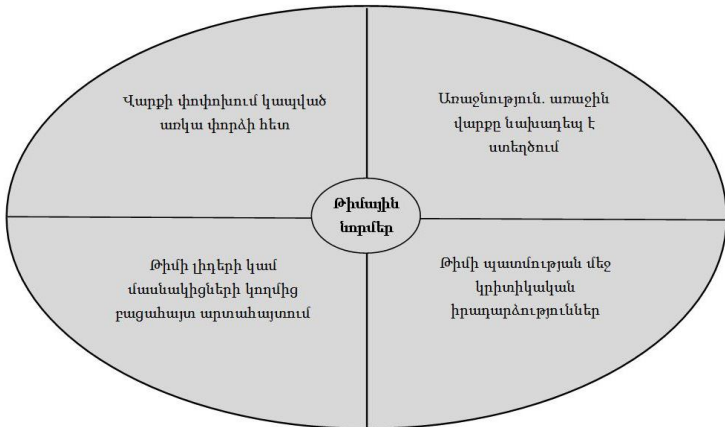 Վարքի փոփոխում կապված
առկա փորձի հետ
Առաջնություն. առաջին
վարքը նախադեպ է
ստեղծում
Թիմային
նորմեր
Թիմի լիդերի կամ
մասնակիցների կողմից
բացահայտ արտահայտում
Թիմի պատմության մեջ
կրիտիկական
իրադարձություններ